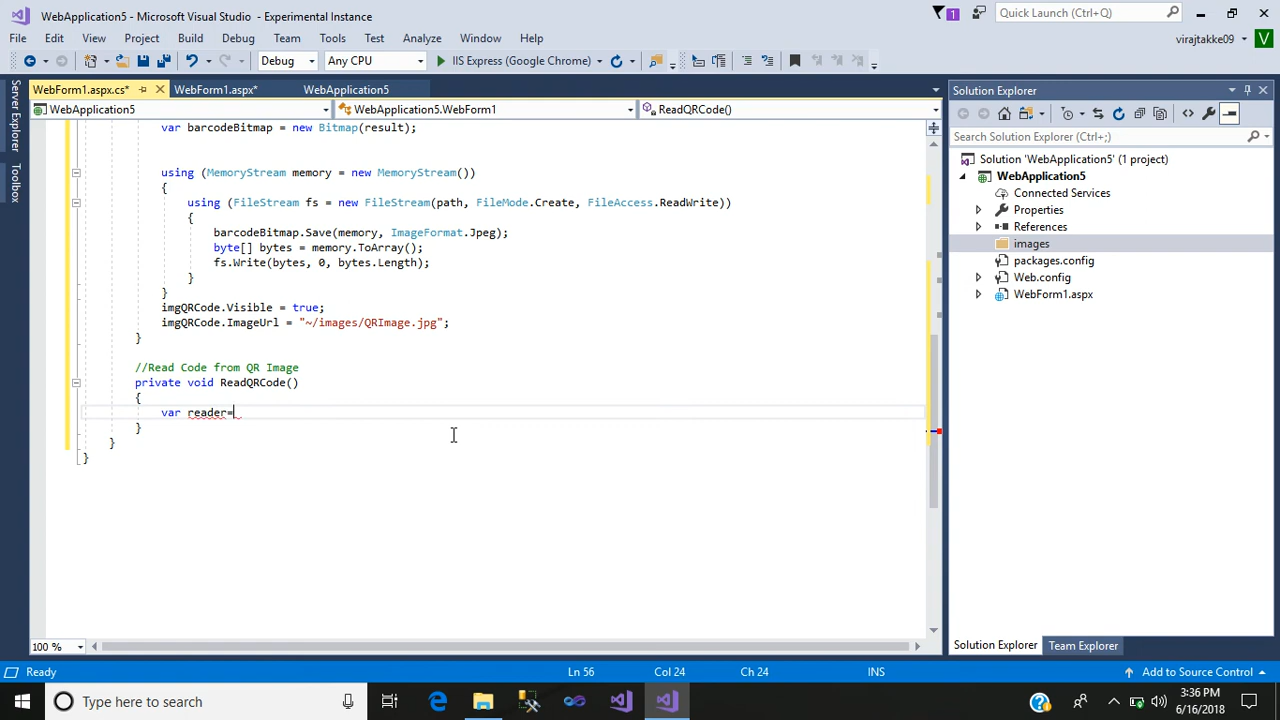 WebApplication5 - Microsoft Visual Studio - Experimental Instance
1
Quick Launch (Ctrl+Q)
File Edit View Project Build Debug Team Tools Test Analyze Window Help
virajtakke09 V
Debug Any CPU IIS Express (Google Chrome)
Server Explorer
Toolbox
WebForm1.aspx.cs* WebForm1.aspx* WebApplication5
WebApplication5 WebApplication5.WebForm1 ReadQRCode()
var barcodeBitmap = new Bitmap(result);
using (MemoryStream memory = new MemoryStream())
{
using (FileStream fs = new FileStream(path, FileMode.Create, FileAccess.ReadWrite))
{
barcodeBitmap.Save(memory, ImageFormat.Jpeg);
byte[] bytes = memory.ToArray();
fs.Write(bytes, 0, bytes.Length);
}
}
imgQRCode.Visible = true;
imgQRCode.ImageUrl = "~/images/QRImage.jpg";
}
//Read Code from QR Image
private void ReadQRCode()
{
var reader=
}
}
}
100 %
Solution Explorer
Search Solution Explorer (Ctrl+;)
Solution 'WebApplication5' (1 project)
WebApplication5
Connected Services
Properties
References
images
packages.config
Web.config
WebForm1.aspx
Solution Explorer Team Explorer
Ready Ln 56 Col 24 Ch 24 INS Add to Source Control
Type here to search
3:36 PM
6/16/2018